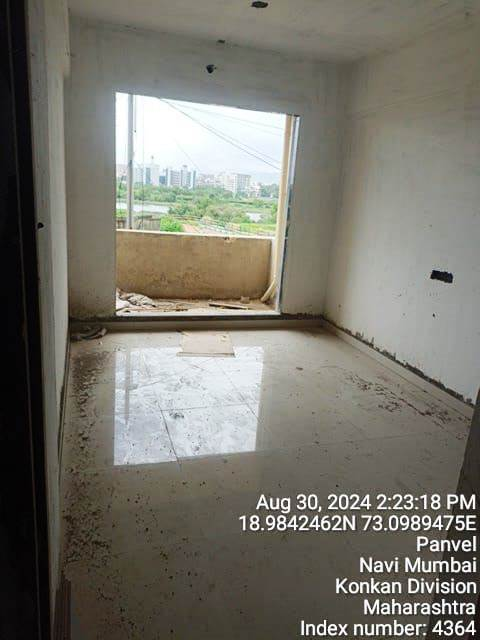 Aug 30, 2024 2:23:18 PM
18.9842462N 73.0989475E
Panvel
Navi Mumbai
Konkan Division
Maharashtra
Index number: 4364